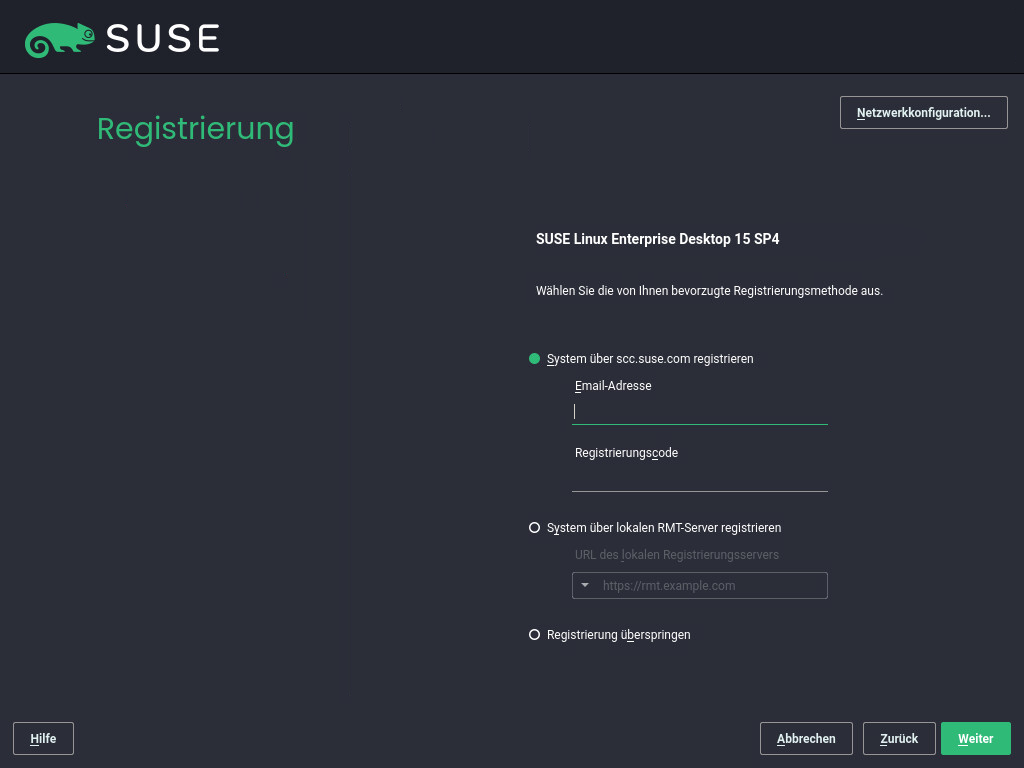 SUSE
Registrierung
Netzwerkkonfiguration...
SUSE Linux Enterprise Desktop 15 SP4
Wählen Sie die von Ihnen bevorzugte Registrierungsmethode aus.
System über scc.suse.com registrieren
Email-Adresse
Registrierungscode
System über lokalen RMT-Server registrieren
URL des lokalen Registrierungsservers
https://rmt.example.com
Registrierung überspringen
Hilfe
Abbrechen
Zurück
Weiter